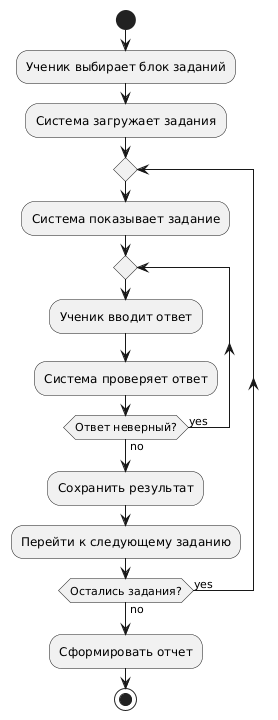 Ученик выбирает блок заданий
Система загружает задания
Система показывает задание
Ученик вводит ответ
Система проверяет ответ
Ответ неверный?
yes
no
Сохранить результат
Перейти к следующему заданию
Остались задания?
yes
no
Сформировать отчет